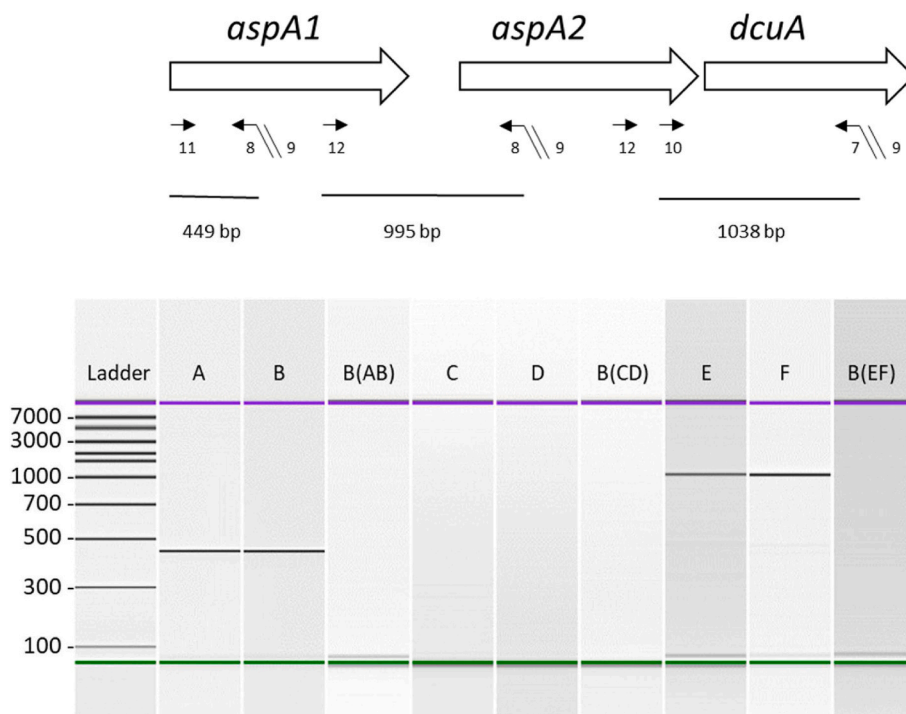 aspA1 aspA2 dcuA
11 8 9 12 8 9 12 10 7 9
449 bp 995 bp 1038 bp
Ladder A B B(AB) C D B(CD) E F B(EF)
7000 -
3000 -
1000 -
700 -
500 -
300 -
100 -